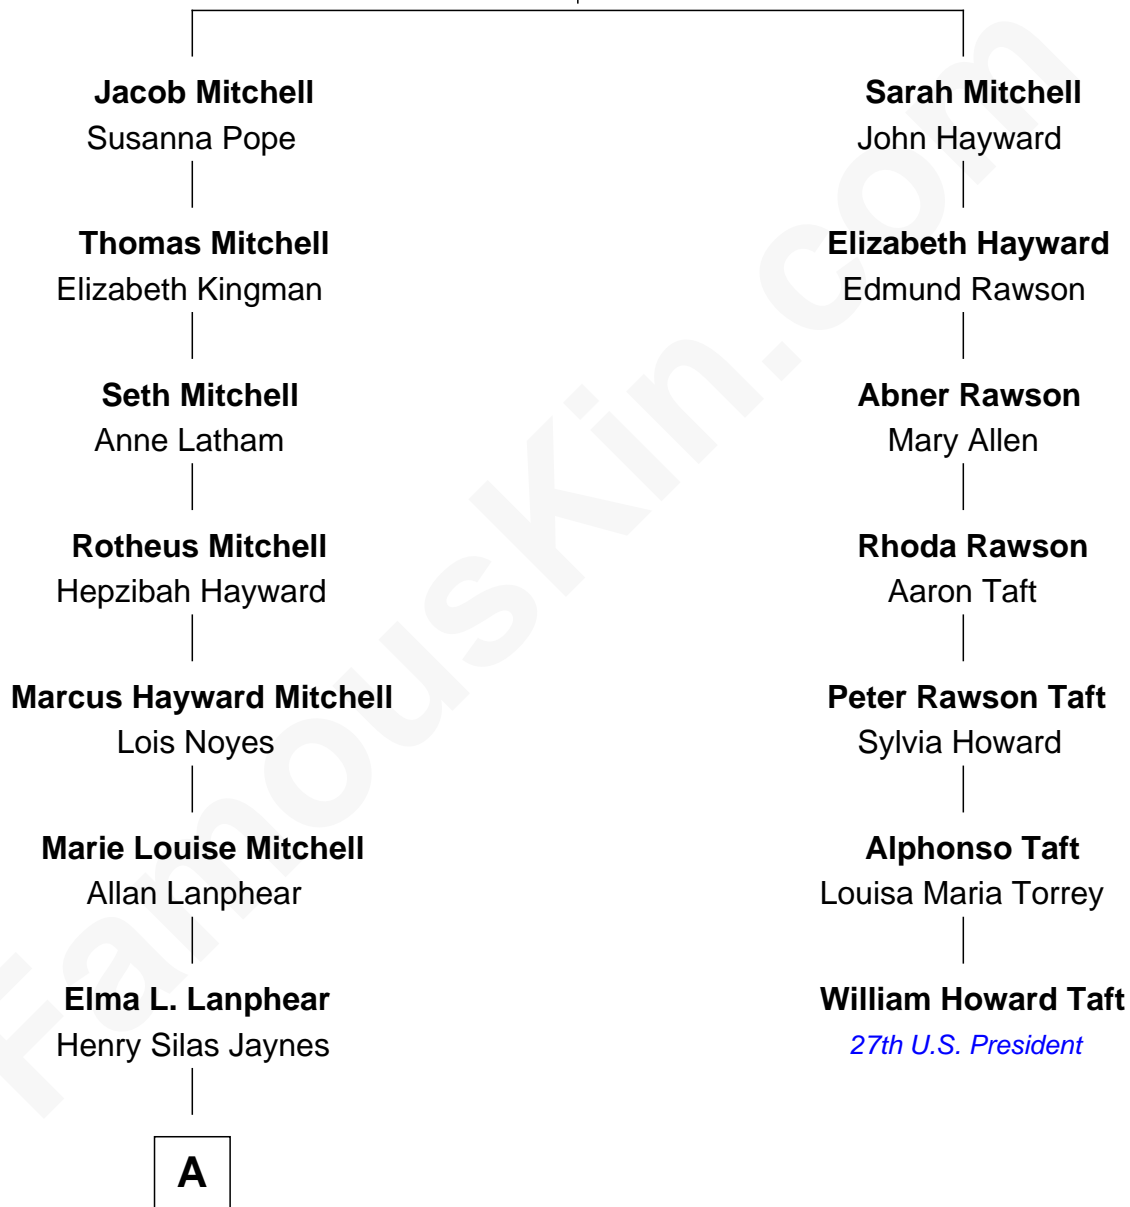 Jacob Mitchell
Susanna Pope
Thomas Mitchell
Elizabeth Kingman
Seth Mitchell
Anne Latham
Rotheus Mitchell
Hepzibah Hayward
Marcus Hayward Mitchell
Lois Noyes
Marie Louise Mitchell
Allan Lanphear
Elma L. Lanphear
Henry Silas Jaynes
A
Sarah Mitchell
John Hayward
Elizabeth Hayward
Edmund Rawson
Abner Rawson
Mary Allen
Rhoda Rawson
Aaron Taft
Peter Rawson Taft
Sylvia Howard
Alphonso Taft
Louisa Maria Torrey
William Howard Taft
27th U.S. President
FamousKin.com